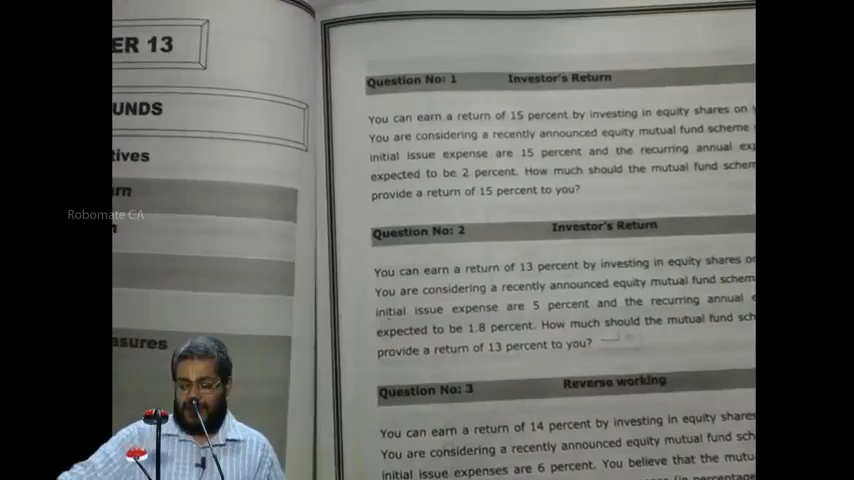 ER 13
UNDS
tives
rn
n
asures
Robomate CA
Question No: 1 Investor's Return
You can earn a return of 15 percent by investing in equity shares on
You are considering a recently announced equity mutual fund scheme
initial issue expense are 15 percent and the recurring annual exp
expected to be 2 percent. How much should the mutual fund schem
provide a return of 15 percent to you?
Question No: 2 Investor's Return
You can earn a return of 13 percent by investing in equity shares o
You are considering a recently announced equity mutual fund schem
initial issue expense are 5 percent and the recurring annual e
expected to be 1.8 percent. How much should the mutual fund sch
provide a return of 13 percent to you?
Question No: 3 Reverse working
You can earn a return of 14 percent by investing in equity shares
You are considering a recently announced equity mutual fund sch
initial issue expenses are 6 percent. You believe that the mutu
(in percentage